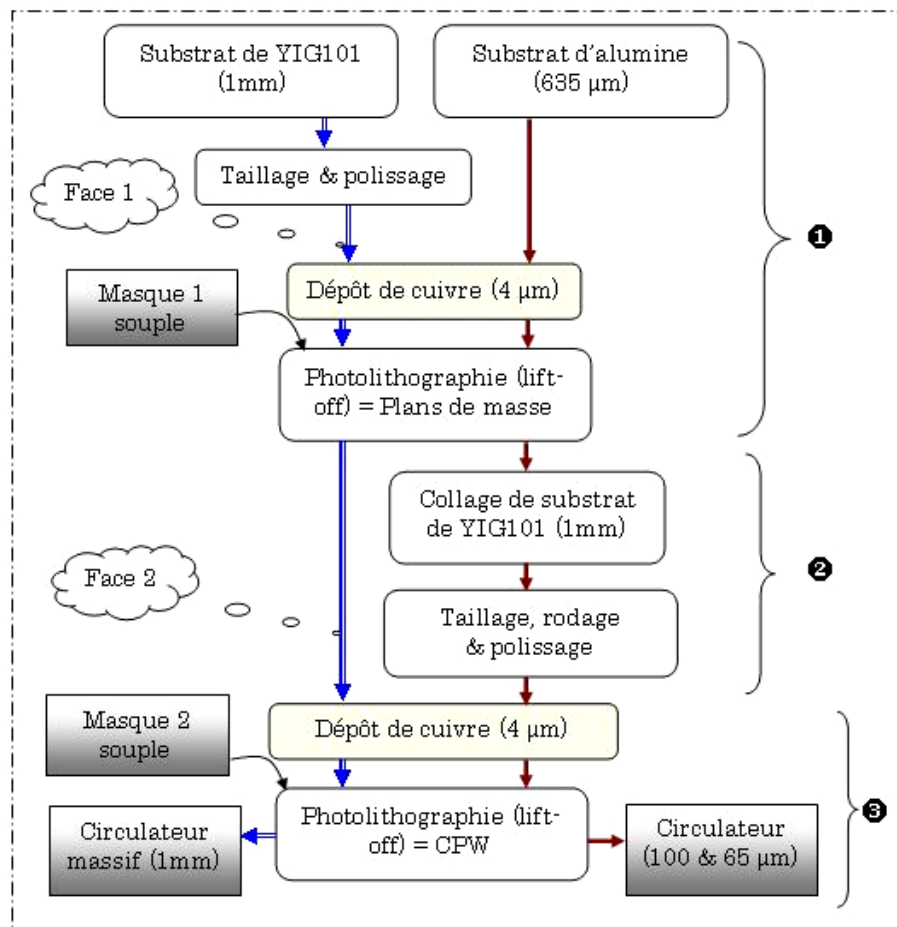 Substrat de YIG101
(1mm)
Substrat d'alumine
(635 µm)
Taillage & polissage
Face 1
❶
Dépôt de cuivre (4 µm)
Masque 1
souple
Photolithographie (lift-
off) = Plans de masse
Collage de substrat
de YIG101 (1mm)
Face 2
❷
Taillage, rodage
& polissage
Masque 2
souple
Dépôt de cuivre (4 µm)
Photolithographie (lift-
off) = CPW
❸
Circulateur
massif (1mm)
Circulateur
(100 & 65 µm)